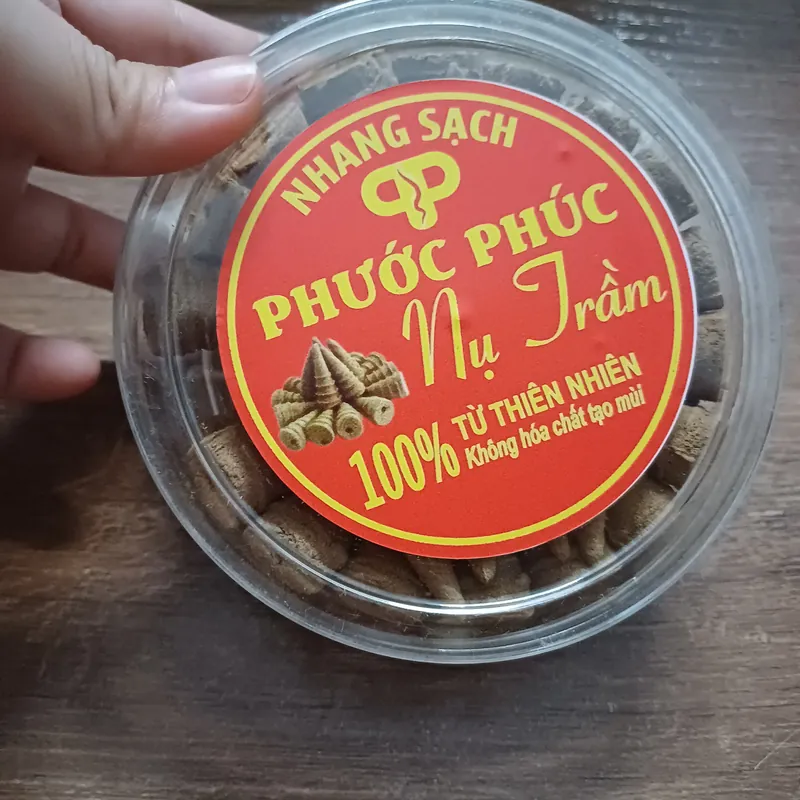 NHANG SẠCH
PHƯỚC PHÚC
Nụ Trầm
100% TỪ THIÊN NHIÊN
Không hóa chất tạo mùi